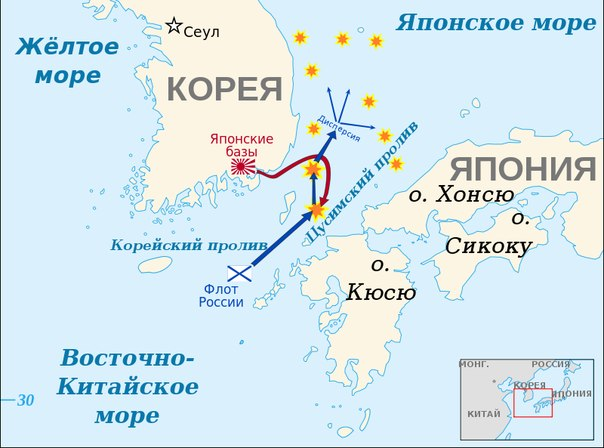 Японское море
Жёлтое
море
Сеул
КОРЕЯ
Дисперсия
Японские
базы
Цусимский пролив
ЯПОНИЯ
о. Хонсю
о.
Сикоку
Корейский пролив
о.
Кюсю
Флот
России
Восточно-
Китайское
море
30
МОНГ.
РОССИЯ
КОРЕЯ
ЯПОНИЯ
КИТАЙ